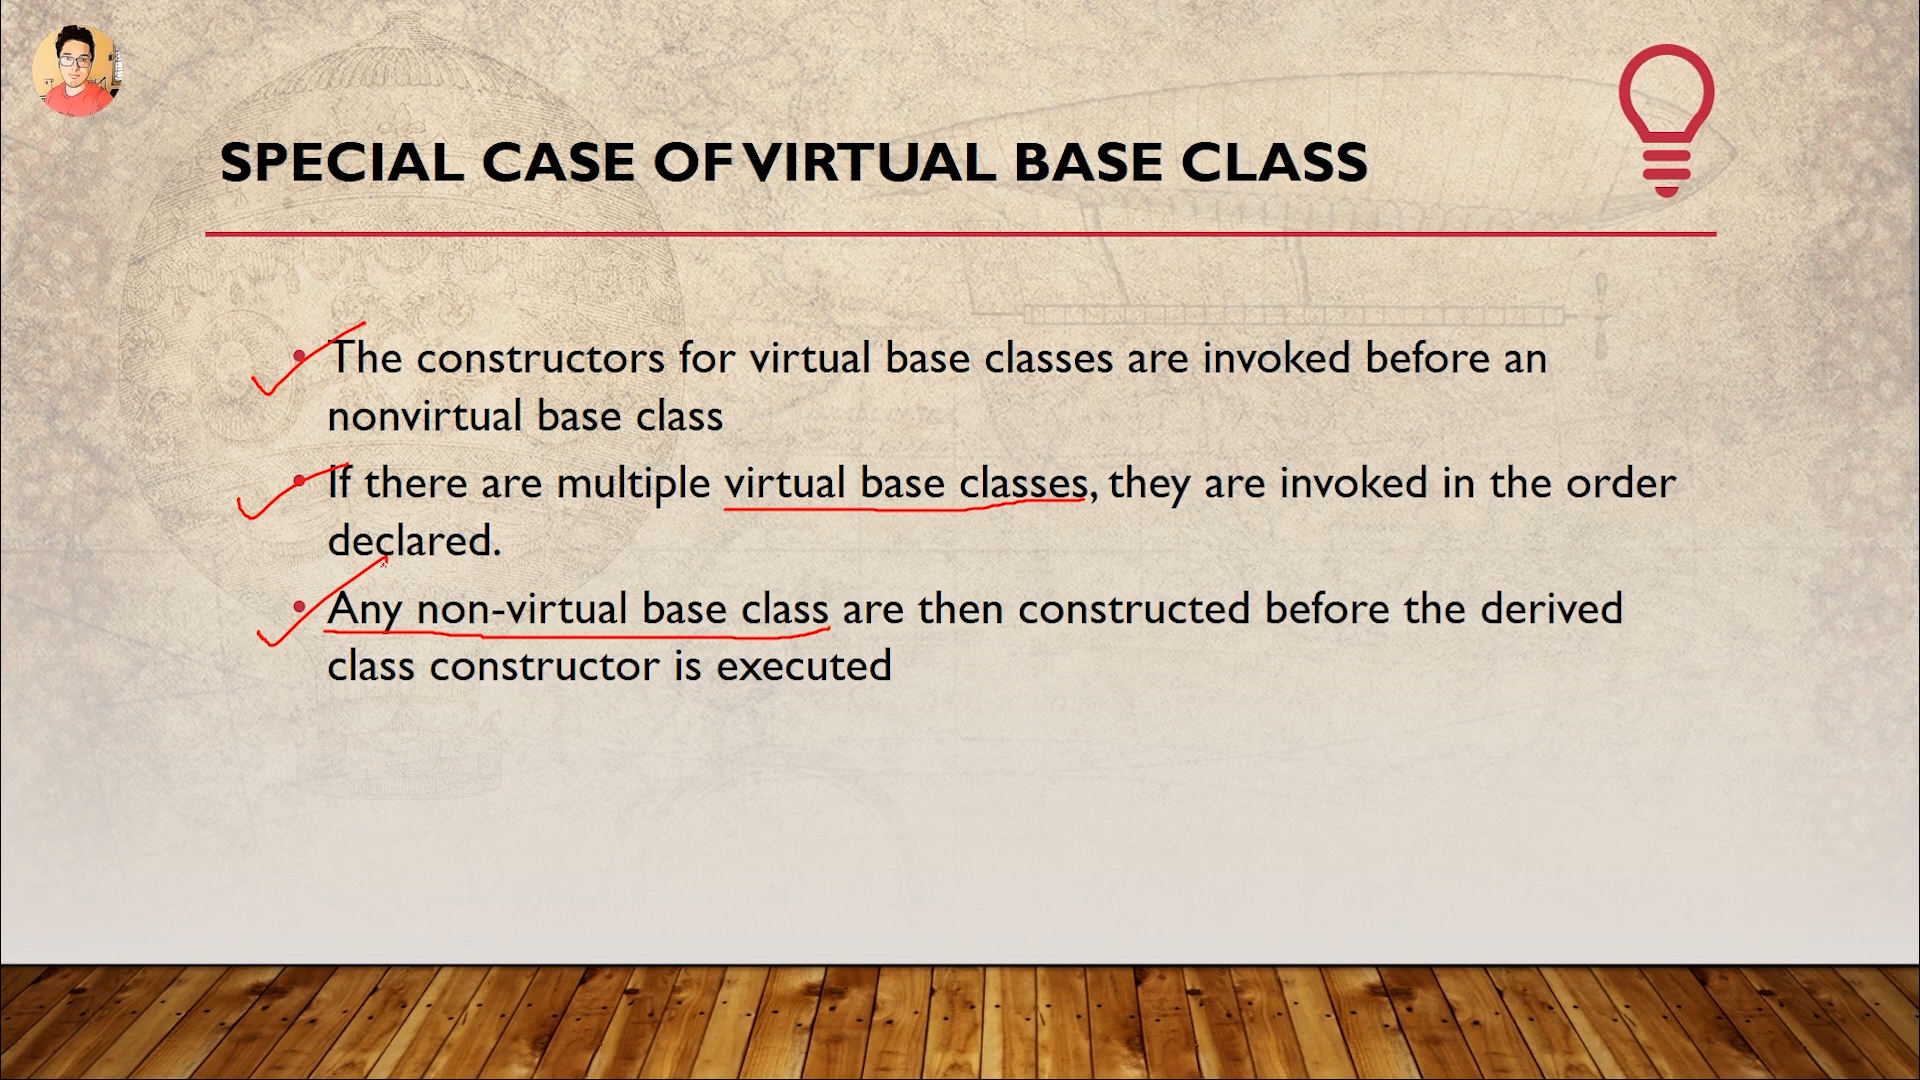 SPECIAL CASE OF VIRTUAL BASE CLASS
• The constructors for virtual base classes are invoked before an
nonvirtual base class
• If there are multiple virtual base classes, they are invoked in the order
declared.
• Any non-virtual base class are then constructed before the derived
class constructor is executed